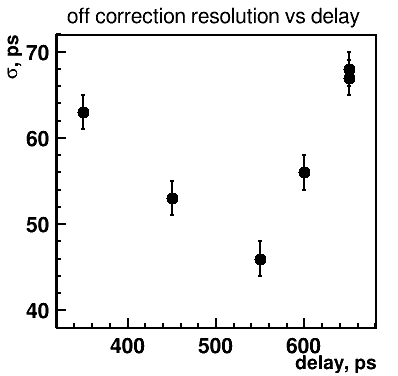 off correction resolution vs delay
σ, ps
70
60
50
40
400 500 600
delay, ps